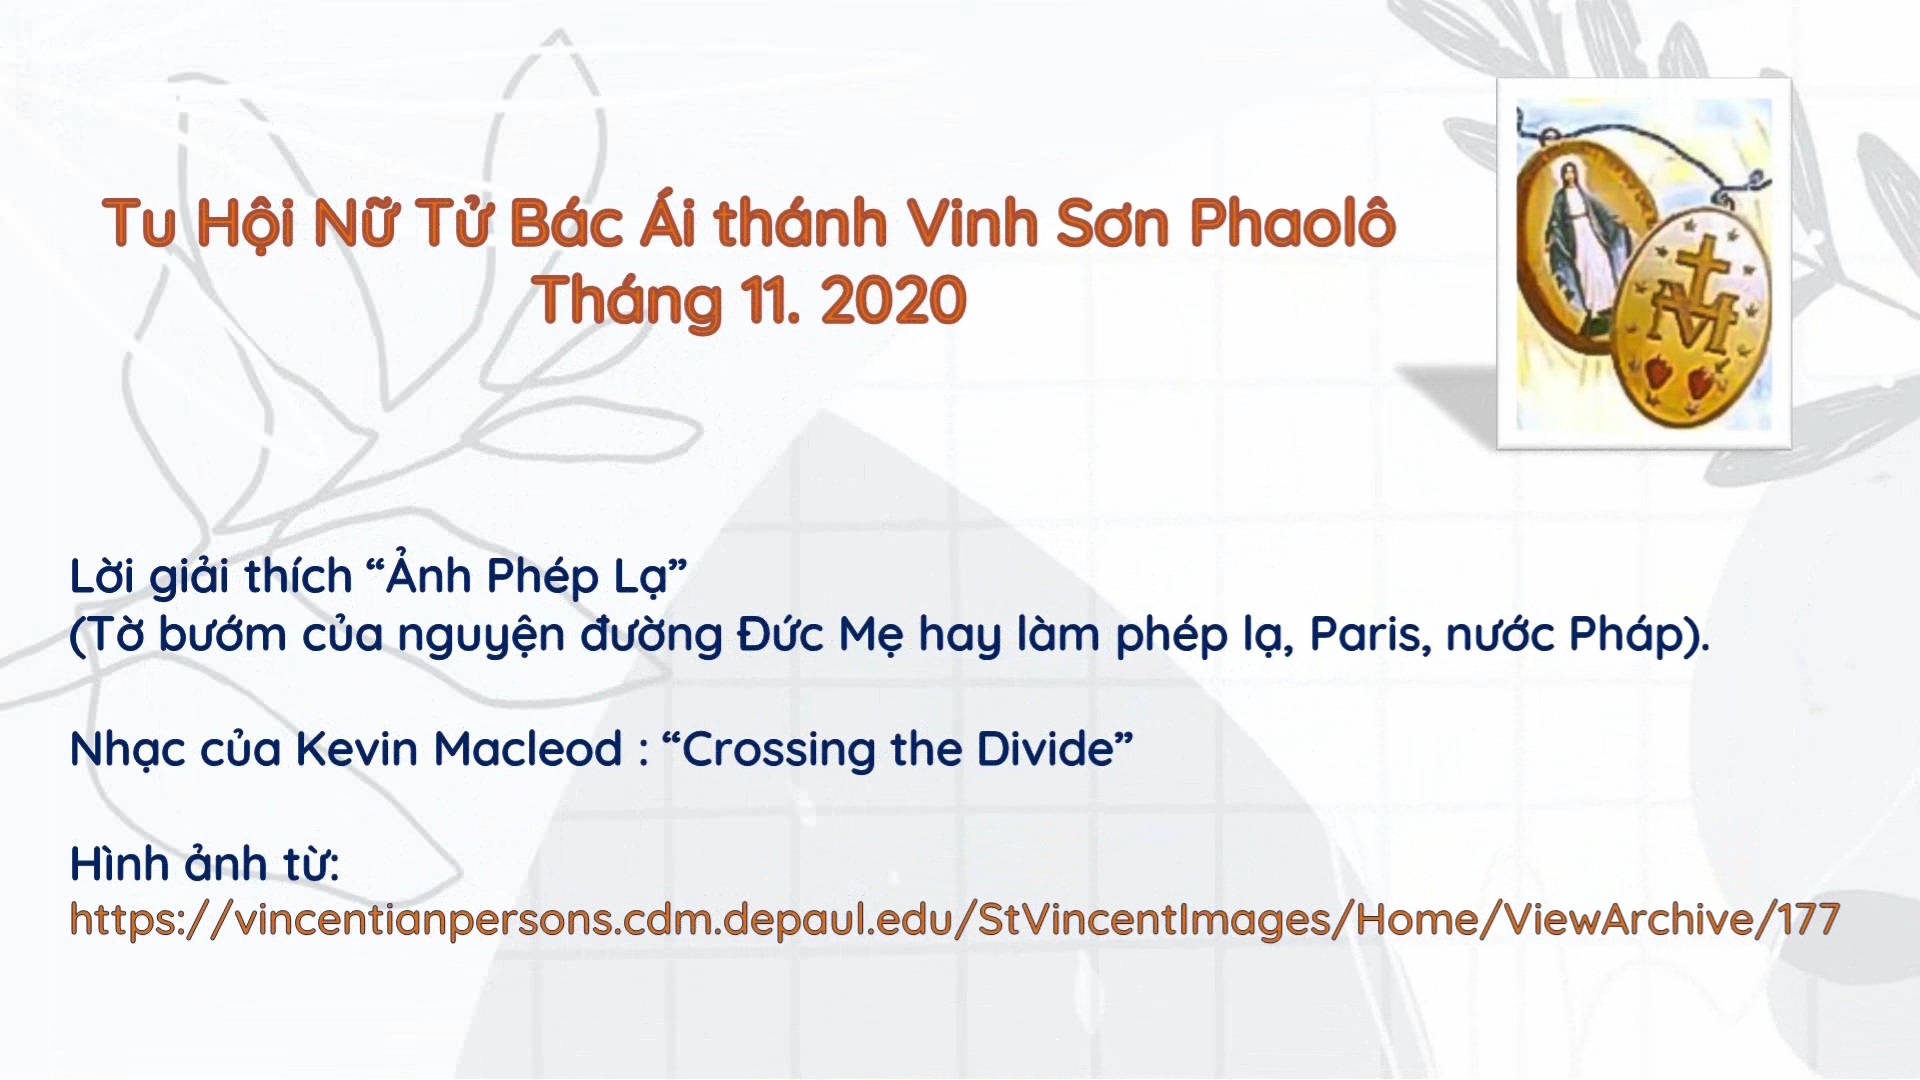 Tu Hội Nữ Tử Bác Ái thánh Vinh Sơn Phaolô
Tháng 11. 2020
Lời giải thích “Ảnh Phép Lạ”
(Tờ bướm của nguyện đường Đức Mẹ hay làm phép lạ, Paris, nước Pháp).
Nhạc của Kevin Macleod : “Crossing the Divide”
Hình ảnh từ:
https://vincentianpersons.cdm.depaul.edu/StVincentImages/Home/ViewArchive/177